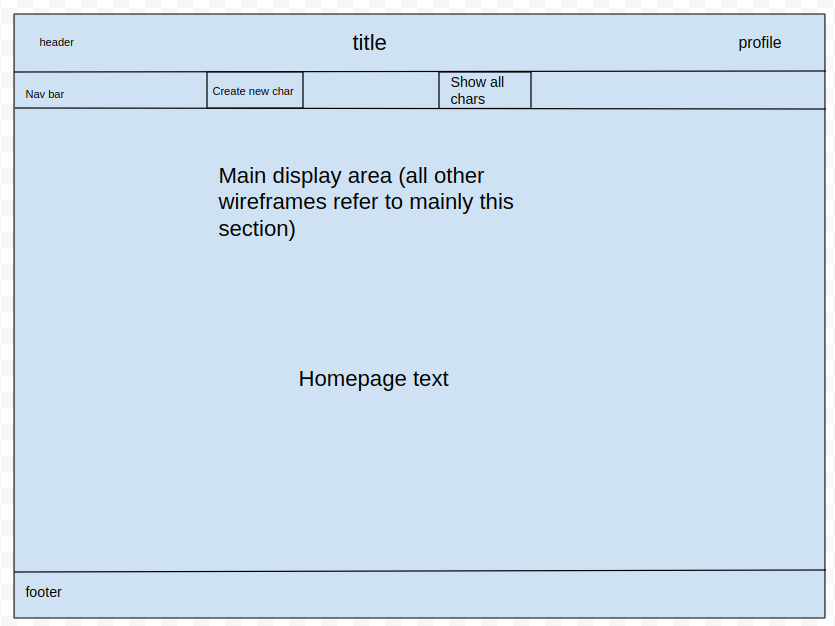 header
title
profile
Nav bar
Create new char
Show all
chars
Main display area (all other
wireframes refer to mainly this
section)
Homepage text
footer